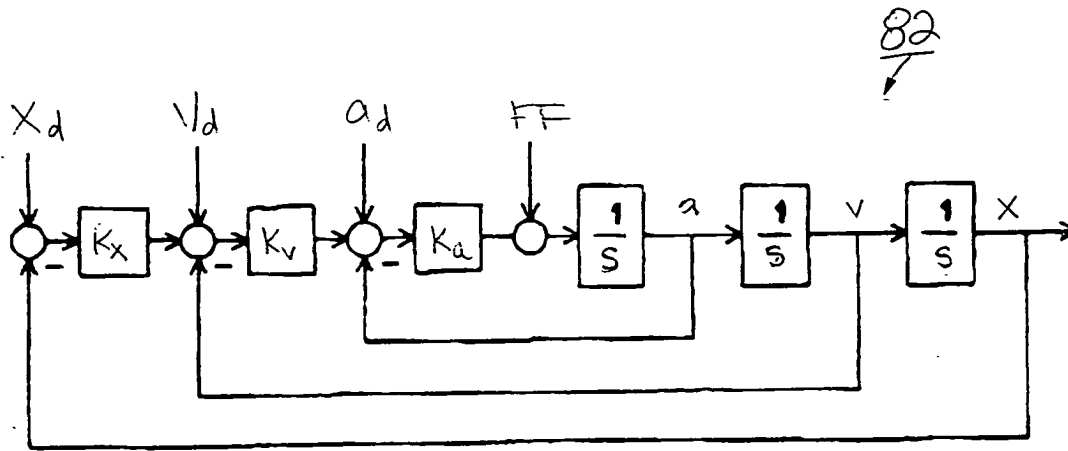 82
Xd Vd ad FF
Kx Kv Ka 1/S a 1/S v 1/S x
- - -